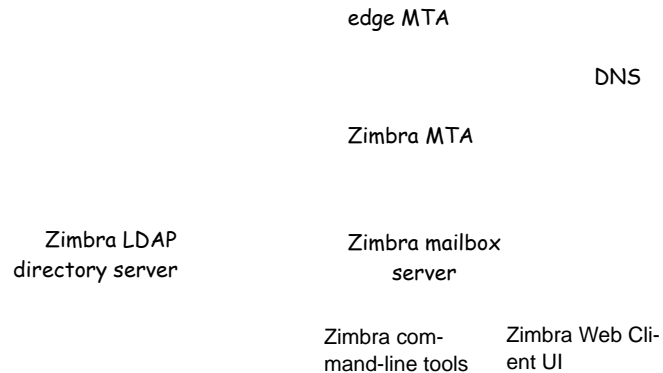 edge MTA
DNS
Zimbra MTA
Zimbra LDAP
directory server
Zimbra mailbox
server
Zimbra com-
mand-line tools
Zimbra Web Cli-
ent UI